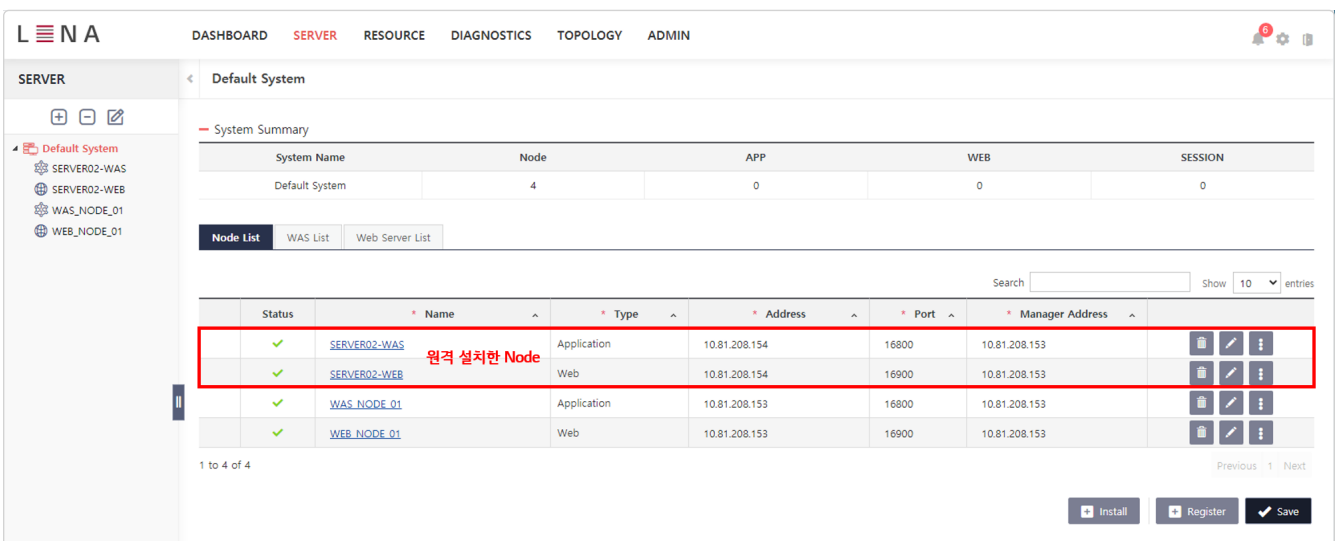 LENA
DASHBOARD SERVER RESOURCE DIAGNOSTICS TOPOLOGY ADMIN
6
SERVER
Default System
Default System
SERVER02-WAS
SERVER02-WEB
WAS_NODE_01
WEB_NODE_01
System Summary
System Name Node APP WEB SESSION
Default System 4 0 0 0
Node List WAS List Web Server List
Search Show 10 entries
Status * Name * Type * Address * Port * Manager Address
SERVER02-WAS Application 10.81.208.154 16800 10.81.208.153
원격 설치한 Node
SERVER02-WEB Web 10.81.208.154 16900 10.81.208.153
WAS_NODE_01 Application 10.81.208.153 16800 10.81.208.153
WEB_NODE_01 Web 10.81.208.153 16900 10.81.208.153
1 to 4 of 4
Previous 1 Next
Install Register Save